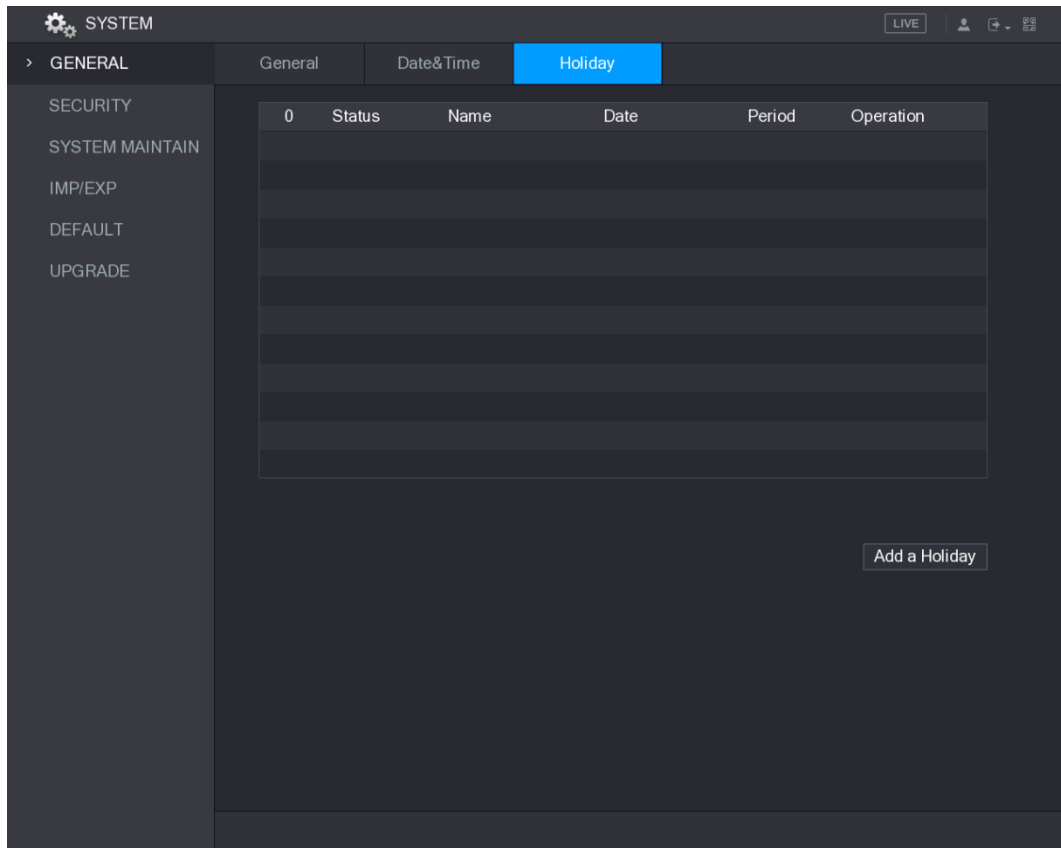 SYSTEM
LIVE
> GENERAL
General Date&Time Holiday
SECURITY
SYSTEM MAINTAIN
IMP/EXP
DEFAULT
UPGRADE
0 Status Name Date Period Operation
Add a Holiday